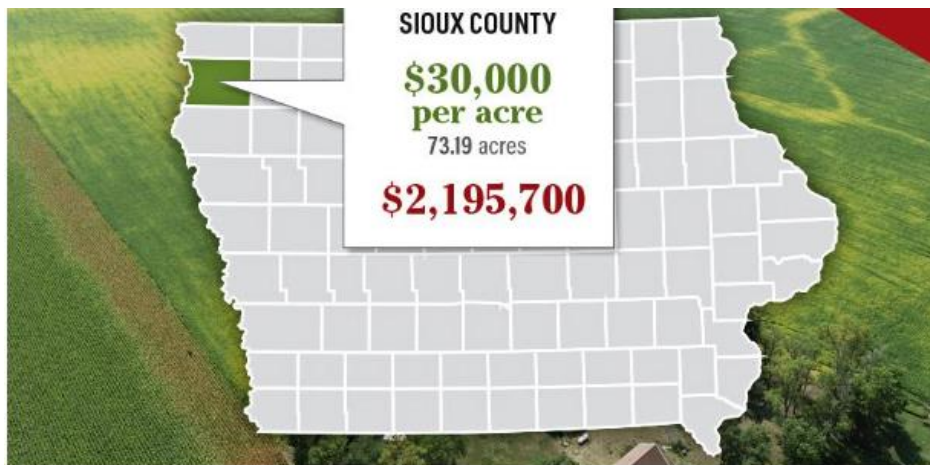 SIOUX COUNTY
$30,000
per acre
73.19 acres
$2,195,700